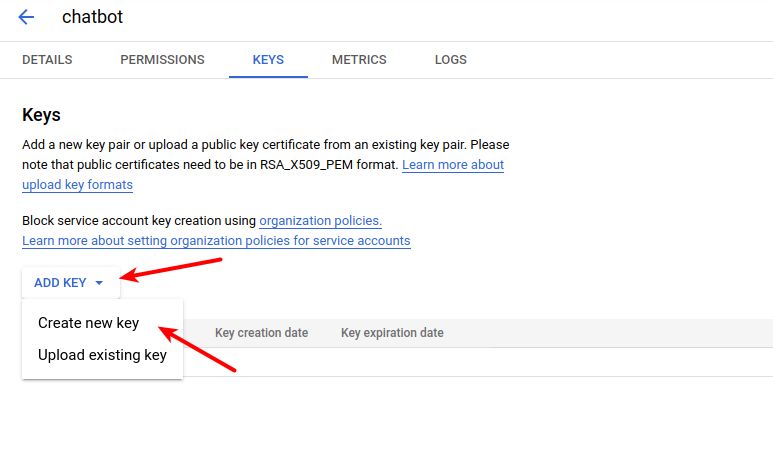 chatbot
DETAILS PERMISSIONS KEYS METRICS LOGS
Keys
Add a new key pair or upload a public key certificate from an existing key pair. Please
note that public certificates need to be in RSA_X509_PEM format. Learn more about
upload key formats
Block service account key creation using organization policies.
Learn more about setting organization policies for service accounts
ADD KEY
Create new key
Upload existing key
Key creation date Key expiration date